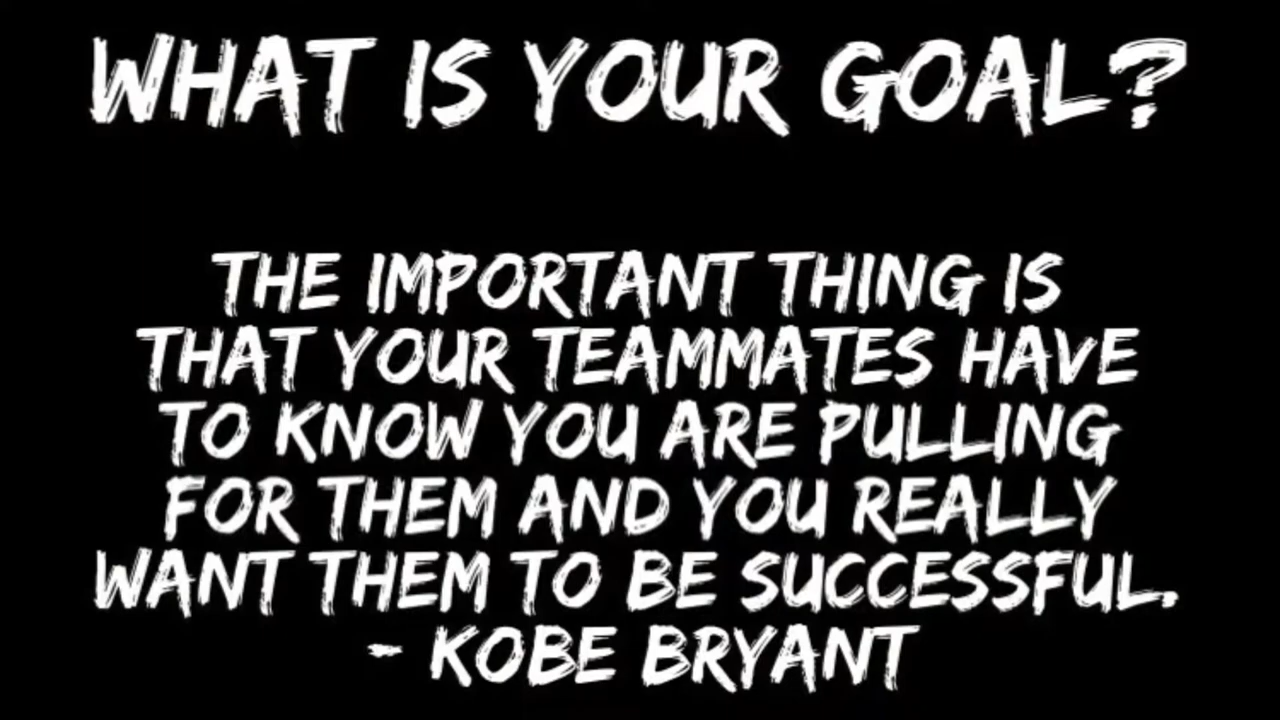 WHAT IS YOUR GOAL?
THE IMPORTANT THING IS
THAT YOUR TEAMMATES HAVE
TO KNOW YOU ARE PULLING
FOR THEM AND YOU REALLY
WANT THEM TO BE SUCCESSFUL.
- KOBE BRYANT